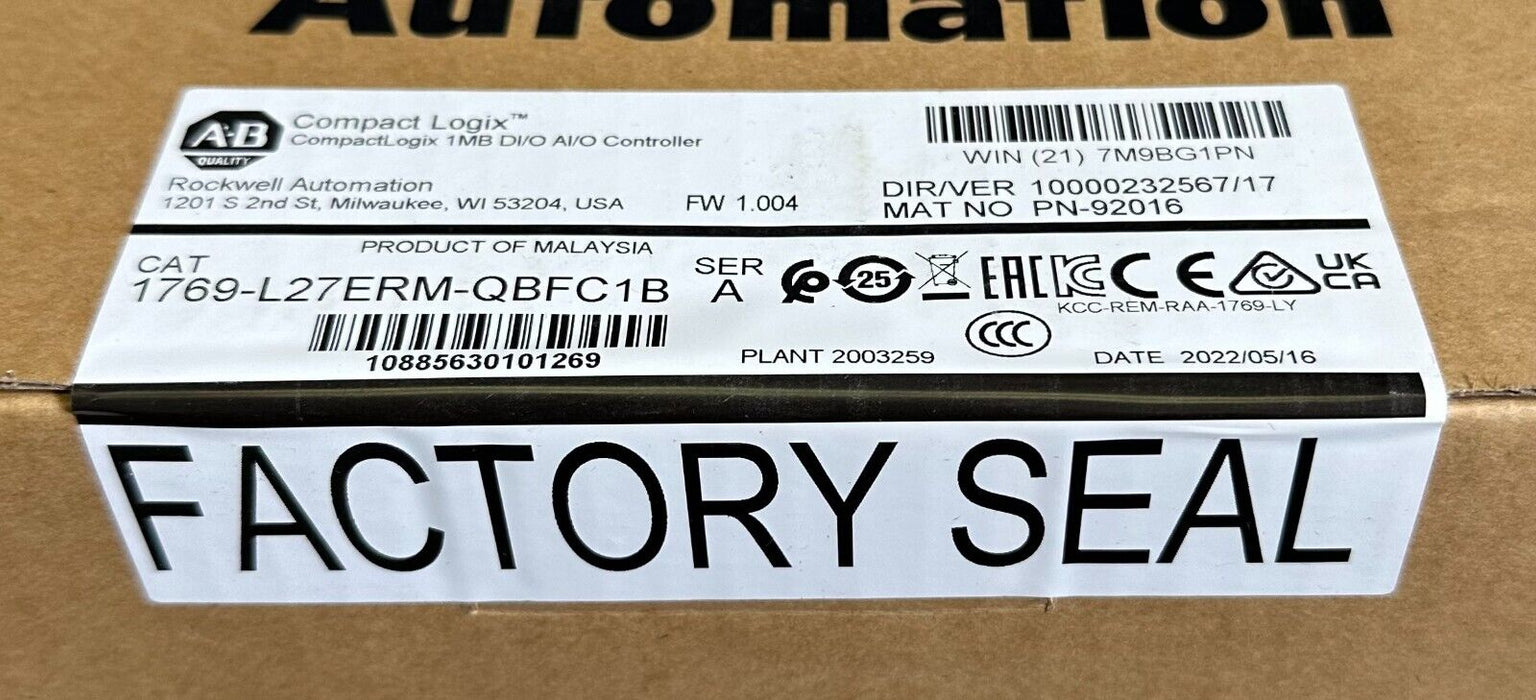 Automation
A-B
QUALITY
Compact Logix™
CompactLogix 1MB DI/O AI/O Controller
Rockwell Automation
1201 S 2nd St, Milwaukee, WI 53204, USA
FW 1.004
WIN (21) 7M9BG1PN
DIR/VER 10000232567/17
MAT NO PN-92016
PRODUCT OF MALAYSIA
CAT
1769-L27ERM-QBFC1B
SER
A
10885630101269
25
EAC
KC
CE
UK
CA
KCC-REM-RAA-1769-LY
CCC
PLANT 2003259
DATE 2022/05/16
FACTORY SEAL